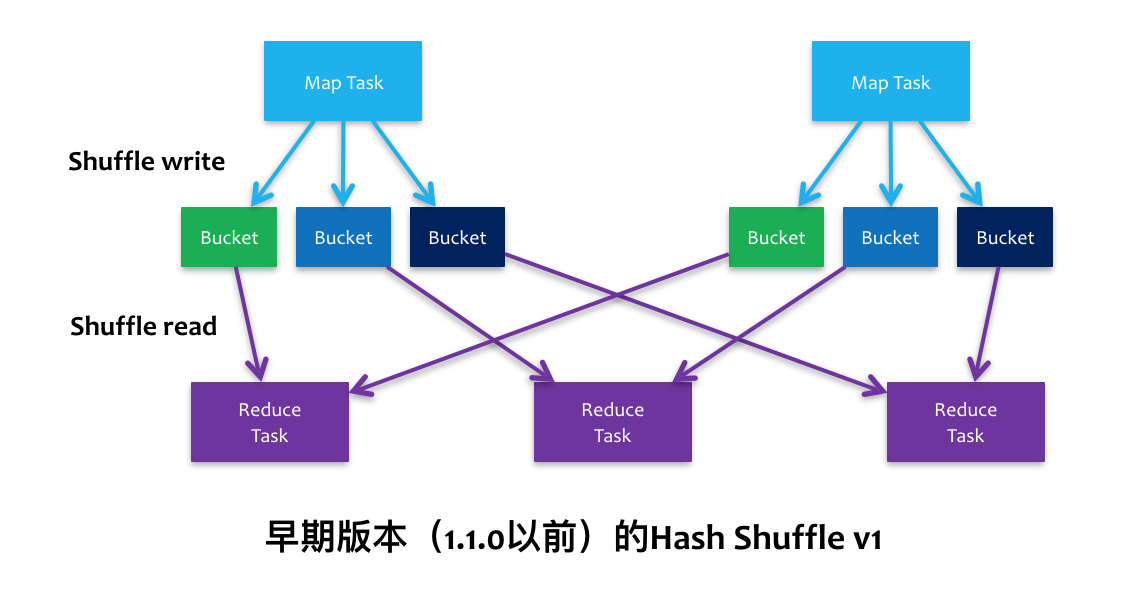 Map Task
Map Task
Shuffle write
Bucket
Bucket
Bucket
Bucket
Bucket
Bucket
Shuffle read
Reduce
Task
Reduce
Task
Reduce
Task
早期版本（1.1.0以前）的Hash Shuffle v1